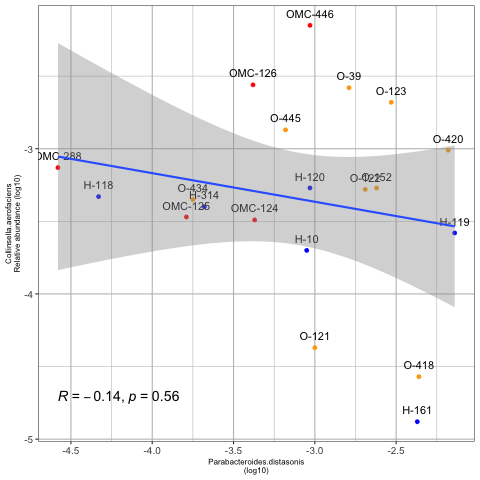 OMC-446
OMC-126
O-39
O-123
O-445
O-420
-3
OMC-288
H-118
O-434
H-314
H-120
O-152
OMC-125
OMC-124
H-119
H-10
-4
O-121
O-418
H-161
R = −0.14, p = 0.56
-5
-4.5 -4.0 -3.5 -3.0 -2.5
Parabacteroides.distasonis
(log10)
Collinsella.aerofaciens
Relative abundance (log10)